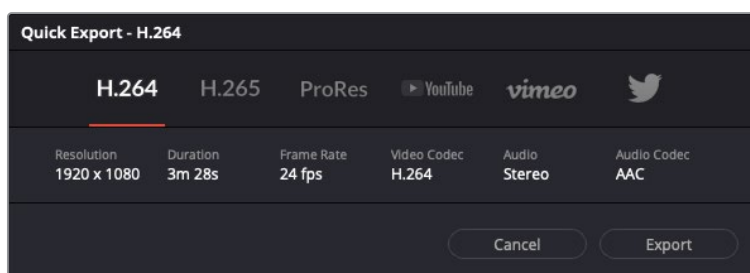 Quick Export - H.264
H.264 H.265 ProRes YouTube vimeo
Resolution Duration Frame Rate Video Codec Audio Audio Codec
1920 x 1080 3m 28s 24 fps H.264 Stereo AAC
Cancel Export